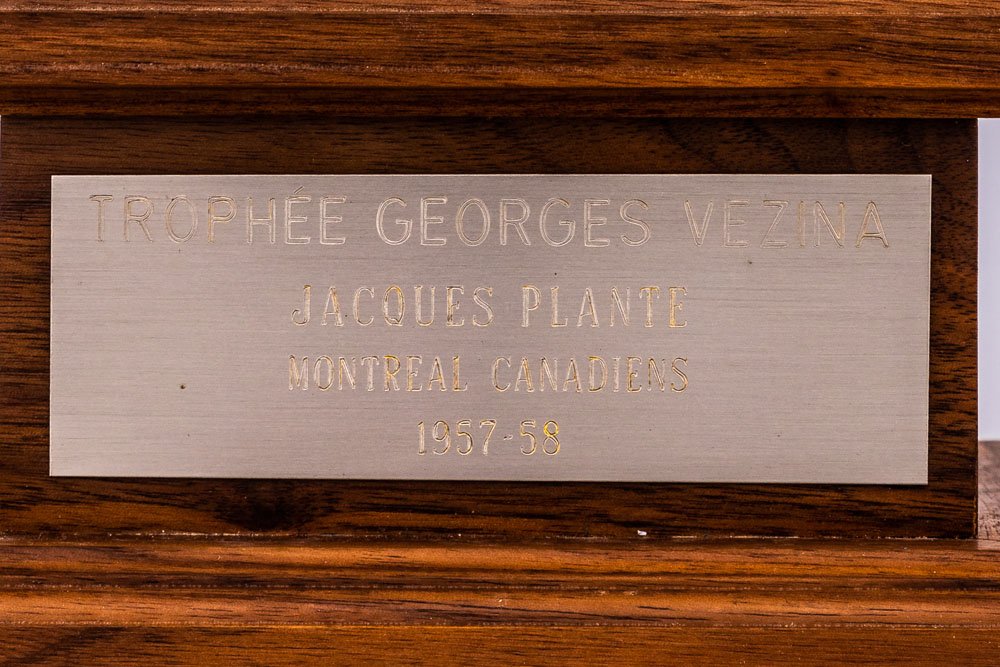 TROPHÉE GEORGES VEZINA
JACQUES PLANTE
MONTREAL CANADIENS
1957-58